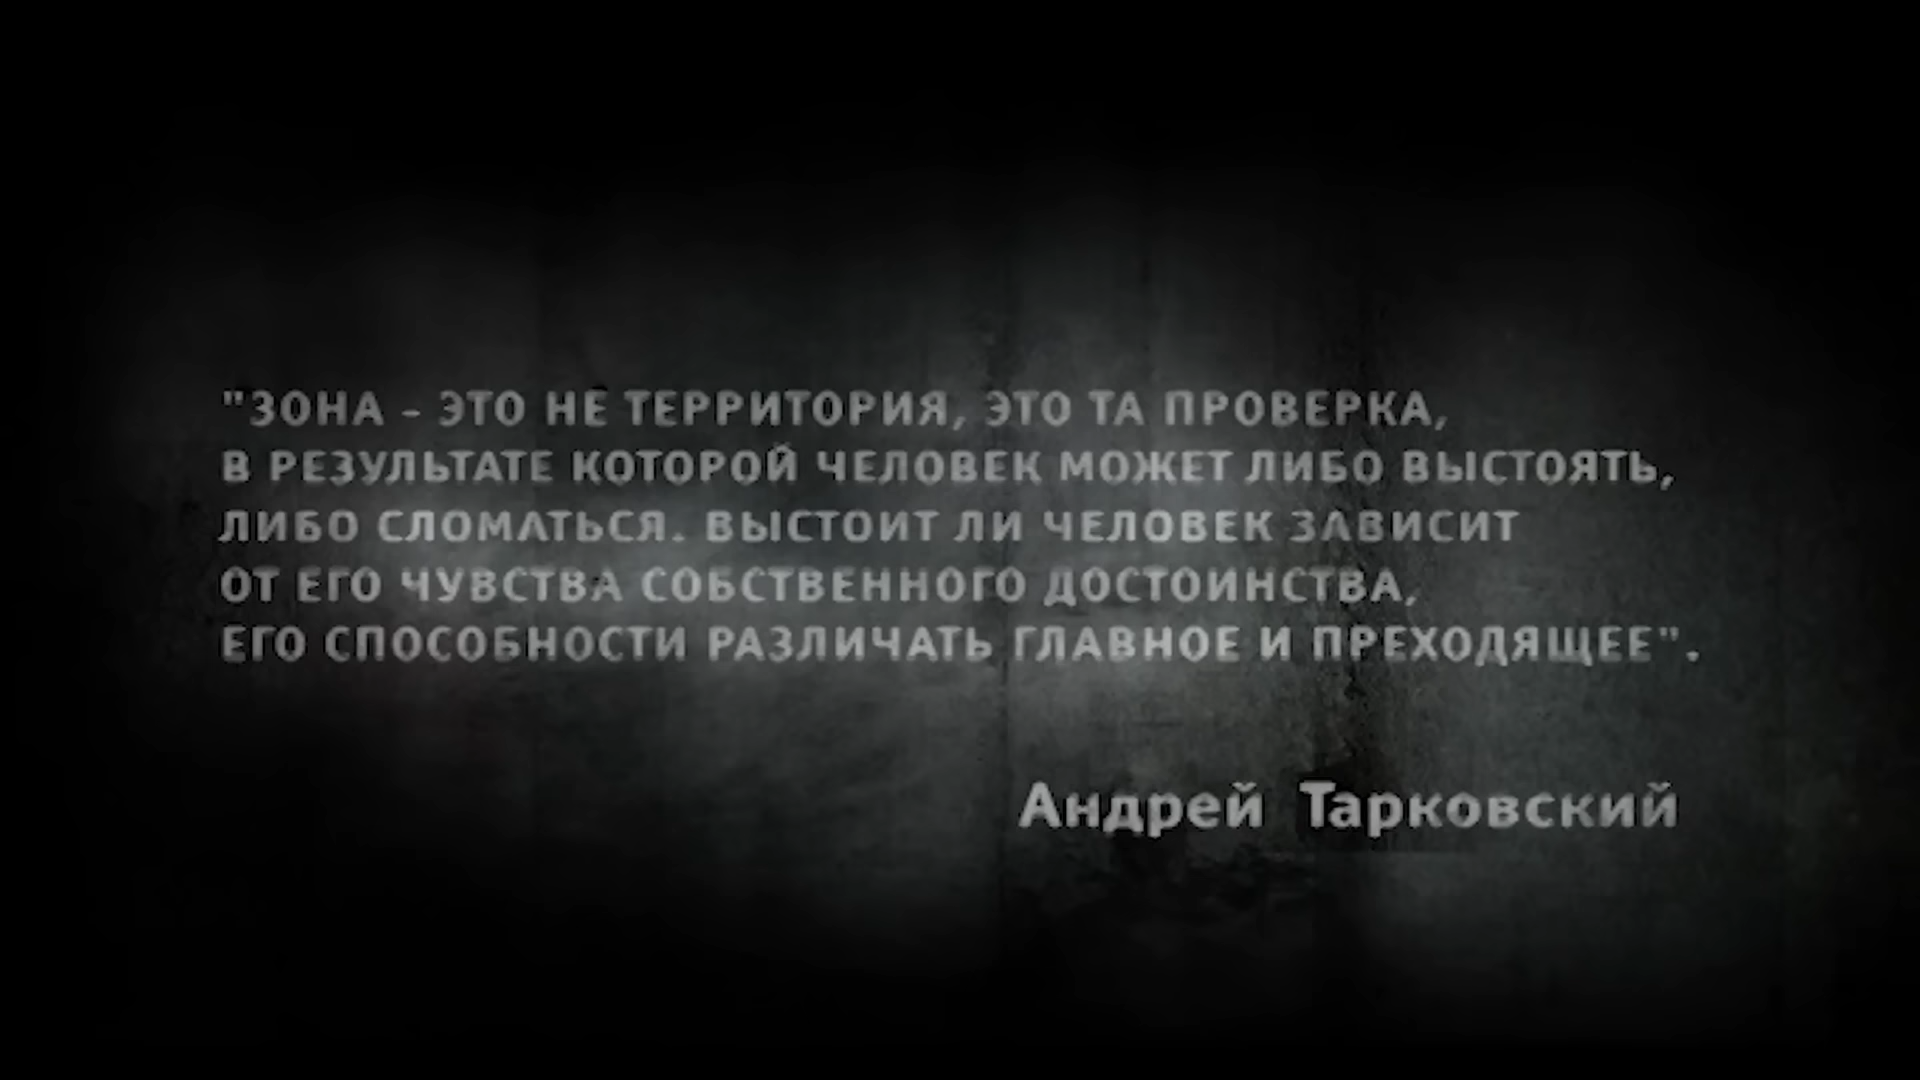 "ЗОНА - ЭТО НЕ ТЕРРИТОРИЯ, ЭТО ТА ПРОВЕРКА,
В РЕЗУЛЬТАТЕ КОТОРОЙ ЧЕЛОВЕК МОЖЕТ ЛИБО ВЫСТОЯТЬ,
ЛИБО СЛОМАТЬСЯ. ВЫСТОИТ ЛИ ЧЕЛОВЕК ЗАВИСИТ
ОТ ЕГО ЧУВСТВА СОБСТВЕННОГО ДОСТОИНСТВА,
ЕГО СПОСОБНОСТИ РАЗЛИЧАТЬ ГЛАВНОЕ И ПРЕХОДЯЩЕЕ".
Андрей Тарковский